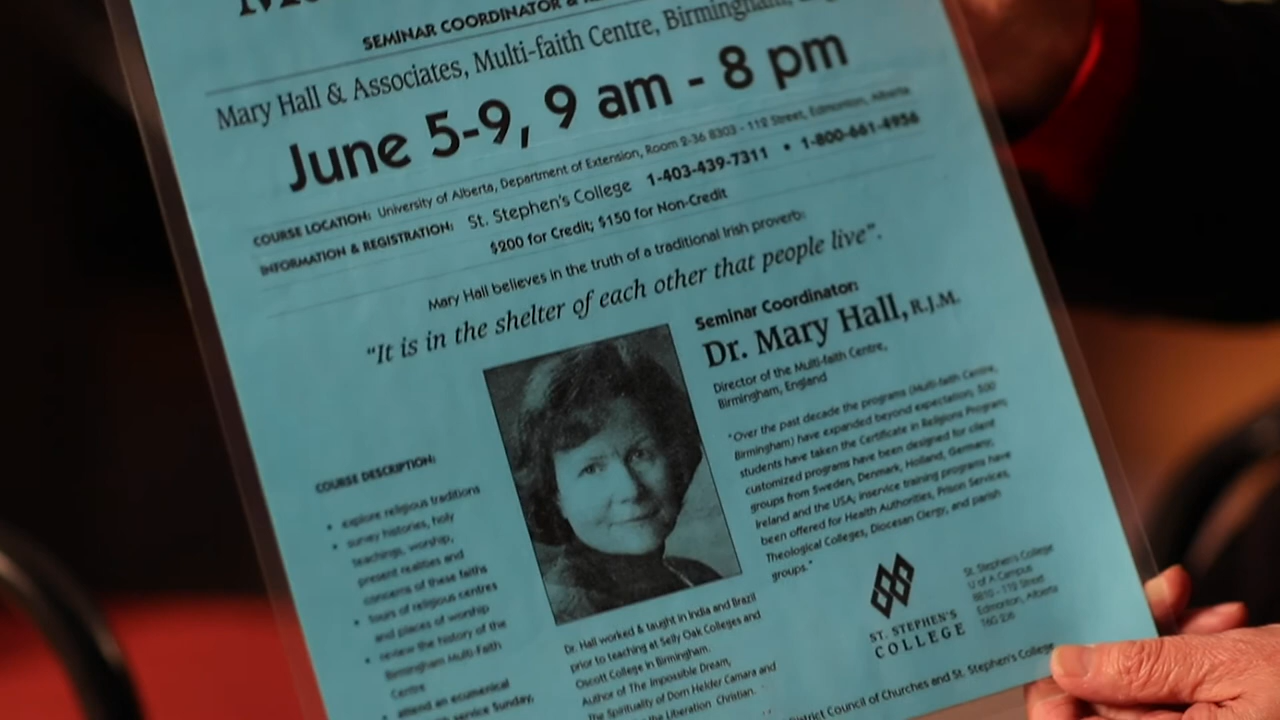 SEMINAR COORDINATOR &
Mary Hall & Associates, Multi-faith Centre, Birmingham,
June 5-9, 9 am - 8 pm
COURSE LOCATION: University of Alberta, Department of Extension, Room 2-36 8303 - 112 Street, Edmonton, Alberta
INFORMATION & REGISTRATION: St. Stephen's College 1-403-439-7311 • 1-800-661-4956
$200 for Credit; $150 for Non-Credit
Mary Hall believes in the truth of a traditional Irish proverb:
"It is in the shelter of each other that people live".
Seminar Coordinator:
Dr. Mary Hall, R.J.M.
Director of the Multi-faith Centre,
Birmingham, England
"Over the past decade the programs (Multi-faith Centre,
Birmingham) have expanded beyond expectation; 500
students have taken the Certificate in Religions Program;
customized programs have been designed for client
groups from Sweden, Denmark, Holland, Germany,
Ireland and the USA; inservice training programs have
been offered for Health Authorities, Prison Services,
Theological Colleges, Diocesan Clergy, and parish
groups."
COURSE DESCRIPTION:
• explore religious traditions
• survey histories, holy
teachings, worship,
present realities and
concerns of these faiths
• tours of religious centres
and places of worship
• review the history of the
Birmingham Multi-Faith
Centre
• attend an ecumenical
service Sunday,
Dr. Hall worked & taught in India and Brazil
prior to teaching at Selly Oak Colleges and
Oscott College in Birmingham.
Author of The Impossible Dream,
The Spirituality of Dom Helder Camara and
the Liberation Christian.
ST. STEPHEN'S
COLLEGE
St. Stephen's College
U of A Campus
8810 - 112 Street
Edmonton, Alberta
T6G 2J6
District Council of Churches and St. Stephen's College